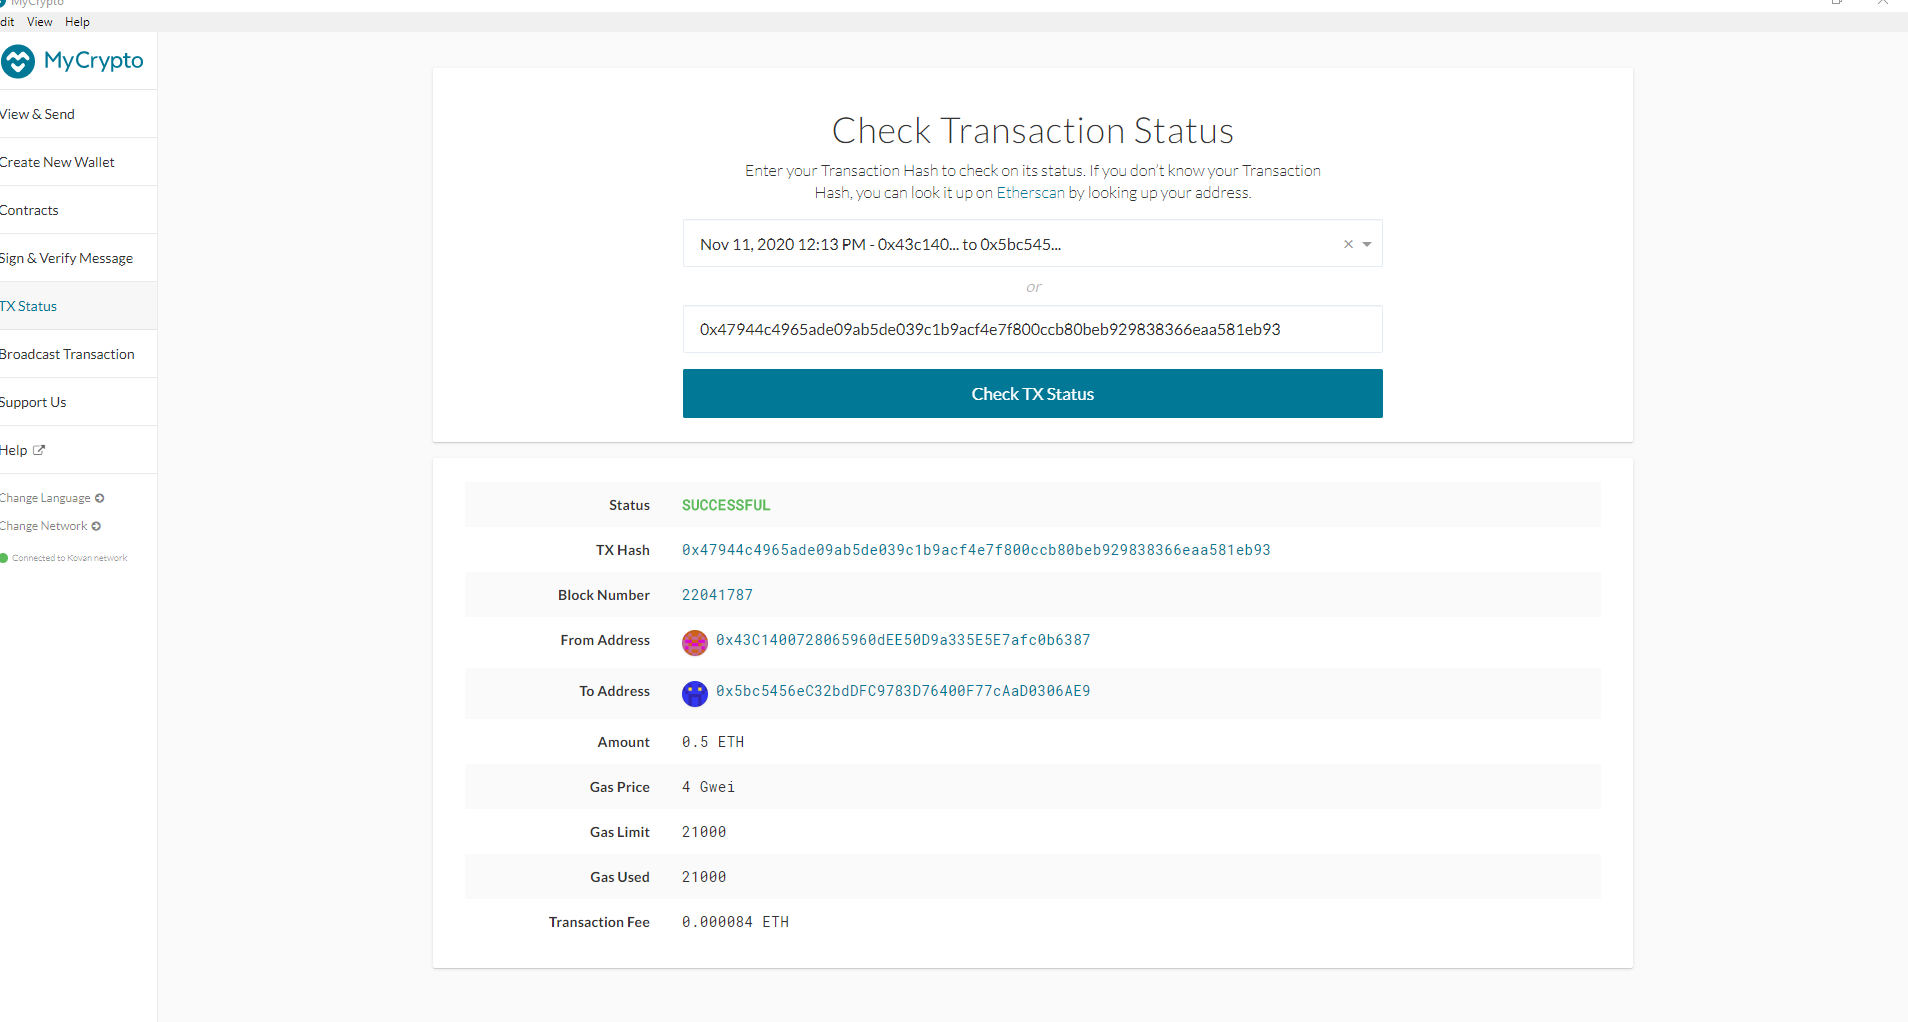 MyCrypto
dit View Help
MyCrypto
View & Send
Create New Wallet
Contracts
Sign & Verify Message
TX Status
Broadcast Transaction
Support Us
Help
Change Language
Change Network
Connected to Kovan network
Check Transaction Status
Enter your Transaction Hash to check on its status. If you don’t know your Transaction
Hash, you can look it up on Etherscan by looking up your address.
Nov 11, 2020 12:13 PM - 0x43c140... to 0x5bc545...
or
0x47944c4965ade09ab5de039c1b9acf4e7f800ccb80beb929838366eaa581eb93
Check TX Status
Status SUCCESSFUL
TX Hash 0x47944c4965ade09ab5de039c1b9acf4e7f800ccb80beb929838366eaa581eb93
Block Number 22041787
From Address 0x43C1400728065960dEE50D9a335E5E7afc0b6387
To Address 0x5bc5456eC32bdDFC9783D76400F77cAaD0306AE9
Amount 0.5 ETH
Gas Price 4 Gwei
Gas Limit 21000
Gas Used 21000
Transaction Fee 0.000084 ETH